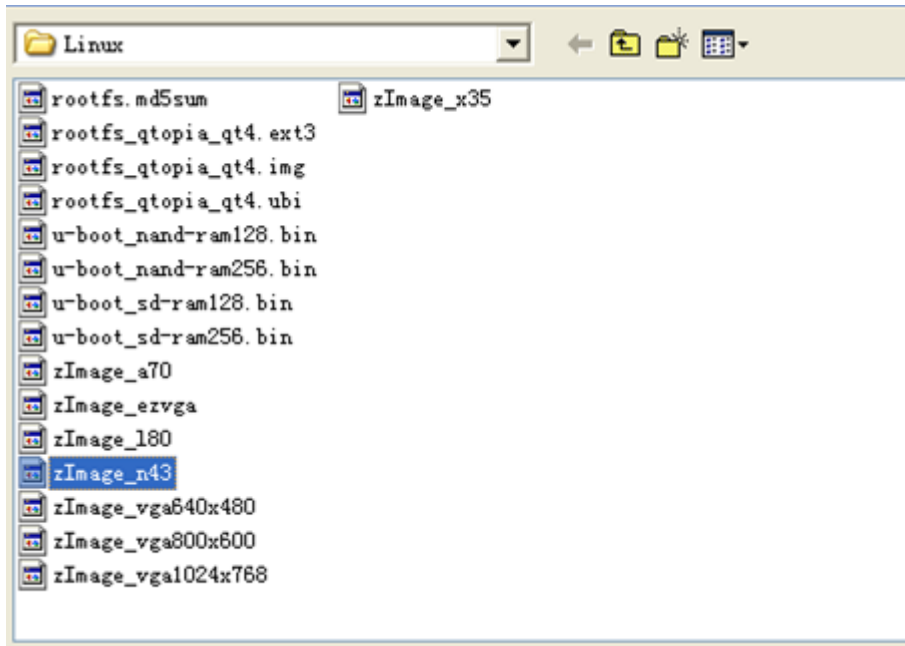 Linux
rootfs.md5sum
rootfs_qtopia_qt4.ext3
rootfs_qtopia_qt4.img
rootfs_qtopia_qt4.ubi
u-boot_nand-ram128.bin
u-boot_nand-ram256.bin
u-boot_sd-ram128.bin
u-boot_sd-ram256.bin
zImage_a70
zImage_ezvga
zImage_l80
zImage_n43
zImage_vga640x480
zImage_vga800x600
zImage_vga1024x768
zImage_x35